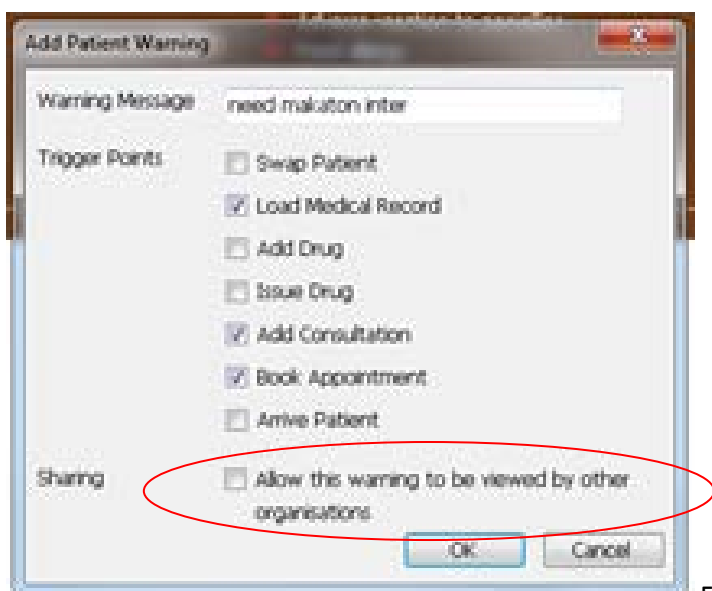 Add Patient Warning
Warning Message need makaton inter
Trigger Points Swap Patient
Load Medical Record
Add Drug
Issue Drug
Add Consultation
Book Appointment
Arrive Patient
Sharing Allow this warning to be viewed by other
organisations
OK Cancel